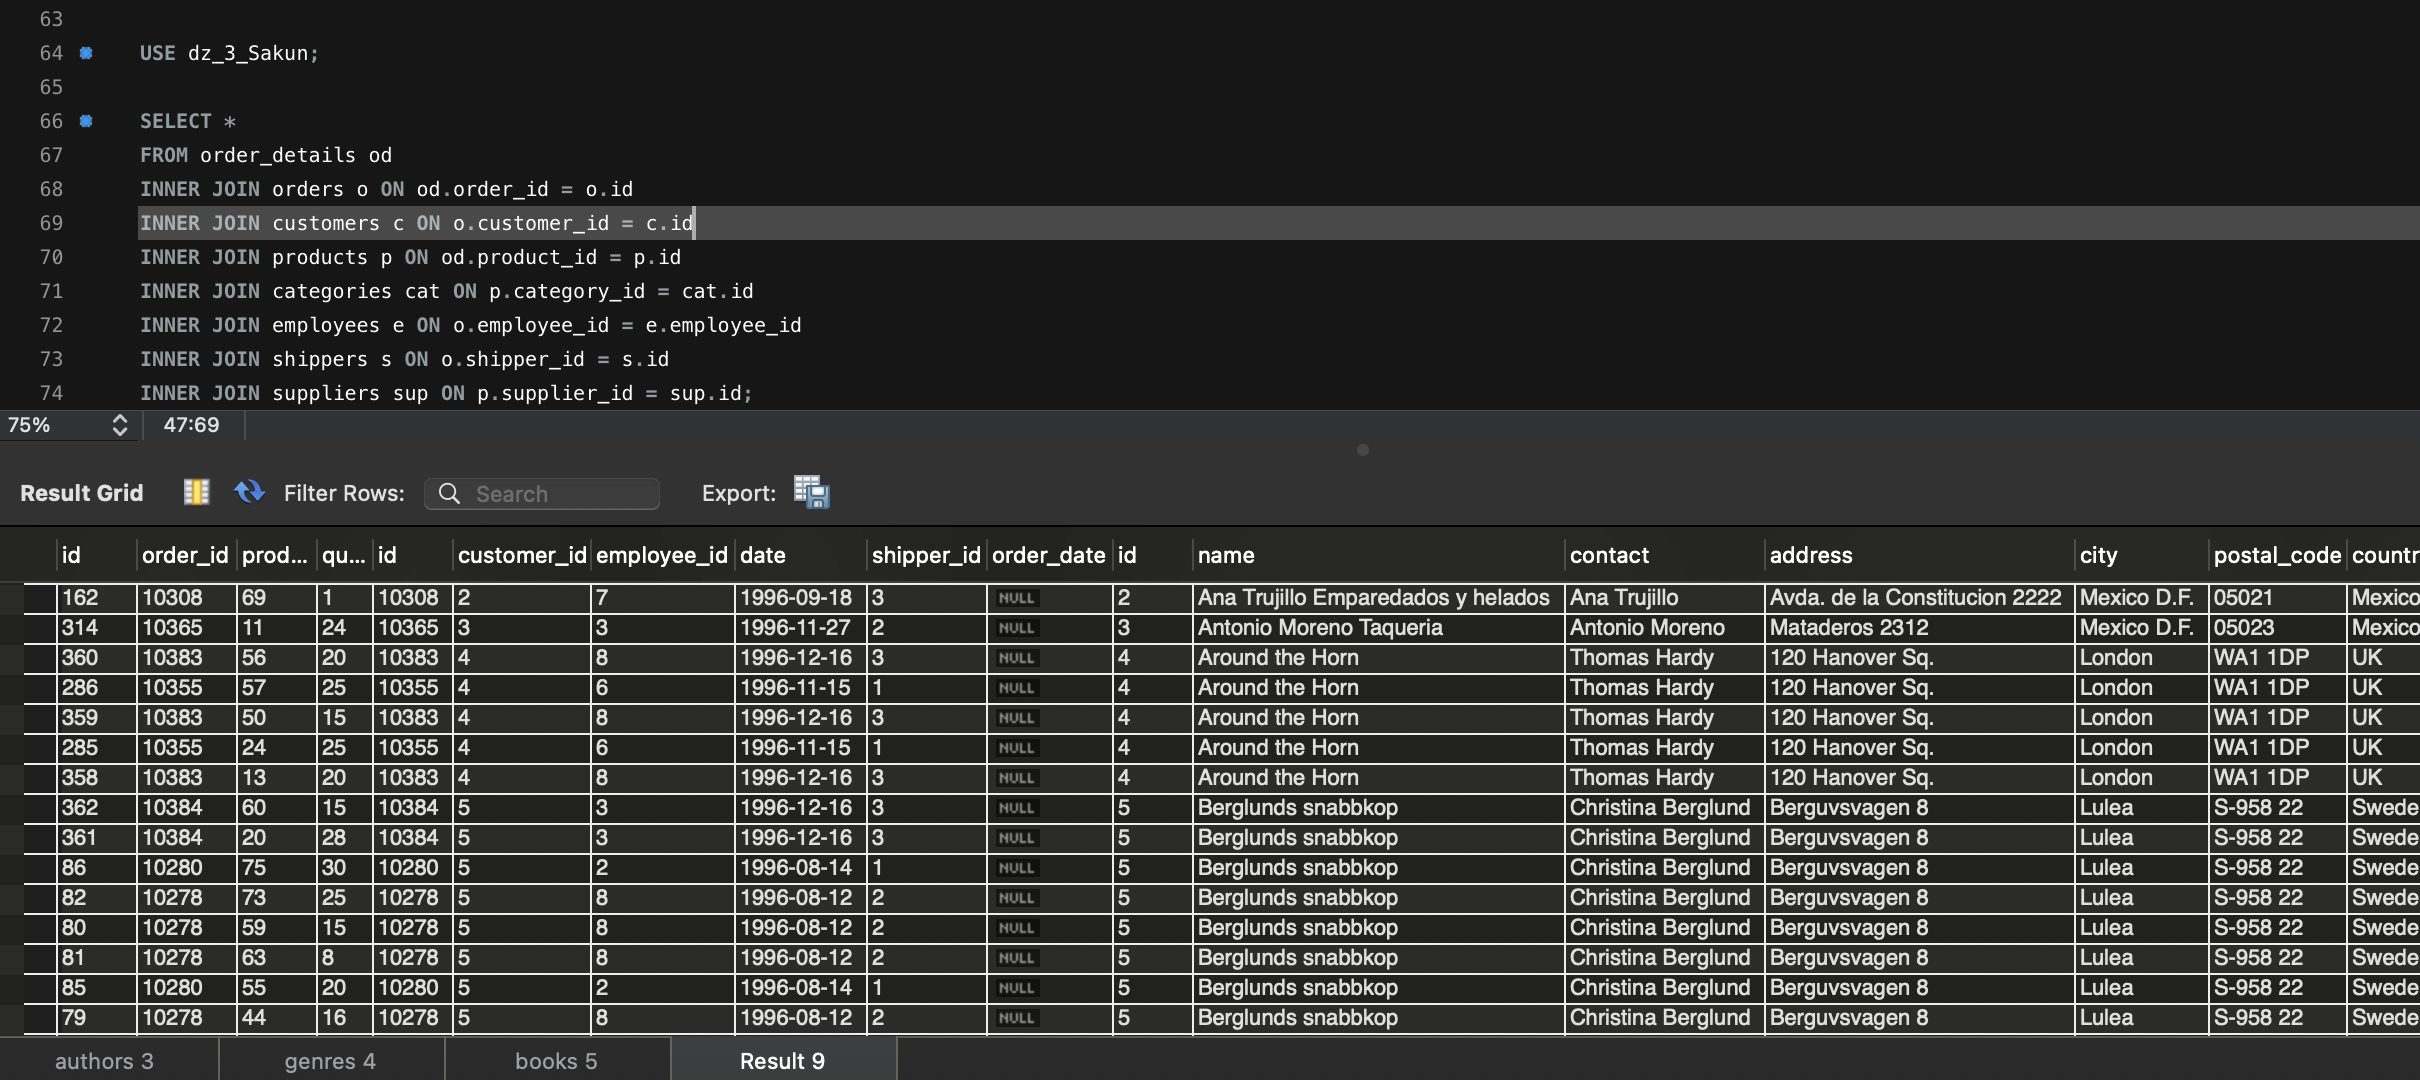 63
64 USE dz_3_Sakun;
65
66 SELECT *
67 FROM order_details od
68 INNER JOIN orders o ON od.order_id = o.id
69 INNER JOIN customers c ON o.customer_id = c.id
70 INNER JOIN products p ON od.product_id = p.id
71 INNER JOIN categories cat ON p.category_id = cat.id
72 INNER JOIN employees e ON o.employee_id = e.employee_id
73 INNER JOIN shippers s ON o.shipper_id = s.id
74 INNER JOIN suppliers sup ON p.supplier_id = sup.id;
75% 47:69
Result Grid Filter Rows: Search Export:
id order_id prod... qu... id customer_id employee_id date shipper_id order_date id name contact address city postal_code countr
162 10308 69 1 10308 2 7 1996-09-18 3 NULL 2 Ana Trujillo Emparedados y helados Ana Trujillo Avda. de la Constitucion 2222 Mexico D.F. 05021 Mexico
314 10365 11 24 10365 3 3 1996-11-27 2 NULL 3 Antonio Moreno Taqueria Antonio Moreno Mataderos 2312 Mexico D.F. 05023 Mexico
360 10383 56 20 10383 4 8 1996-12-16 3 NULL 4 Around the Horn Thomas Hardy 120 Hanover Sq. London WA1 1DP UK
286 10355 57 25 10355 4 6 1996-11-15 1 NULL 4 Around the Horn Thomas Hardy 120 Hanover Sq. London WA1 1DP UK
359 10383 50 15 10383 4 8 1996-12-16 3 NULL 4 Around the Horn Thomas Hardy 120 Hanover Sq. London WA1 1DP UK
285 10355 24 25 10355 4 6 1996-11-15 1 NULL 4 Around the Horn Thomas Hardy 120 Hanover Sq. London WA1 1DP UK
358 10383 13 20 10383 4 8 1996-12-16 3 NULL 4 Around the Horn Thomas Hardy 120 Hanover Sq. London WA1 1DP UK
362 10384 60 15 10384 5 3 1996-12-16 3 NULL 5 Berglunds snabbkop Christina Berglund Berguvsvagen 8 Lulea S-958 22 Swede
361 10384 20 28 10384 5 3 1996-12-16 3 NULL 5 Berglunds snabbkop Christina Berglund Berguvsvagen 8 Lulea S-958 22 Swede
86 10280 75 30 10280 5 2 1996-08-14 1 NULL 5 Berglunds snabbkop Christina Berglund Berguvsvagen 8 Lulea S-958 22 Swede
82 10278 73 25 10278 5 8 1996-08-12 2 NULL 5 Berglunds snabbkop Christina Berglund Berguvsvagen 8 Lulea S-958 22 Swede
80 10278 59 15 10278 5 8 1996-08-12 2 NULL 5 Berglunds snabbkop Christina Berglund Berguvsvagen 8 Lulea S-958 22 Swede
81 10278 63 8 10278 5 8 1996-08-12 2 NULL 5 Berglunds snabbkop Christina Berglund Berguvsvagen 8 Lulea S-958 22 Swede
85 10280 55 20 10280 5 2 1996-08-14 1 NULL 5 Berglunds snabbkop Christina Berglund Berguvsvagen 8 Lulea S-958 22 Swede
79 10278 44 16 10278 5 8 1996-08-12 2 NULL 5 Berglunds snabbkop Christina Berglund Berguvsvagen 8 Lulea S-958 22 Swede
authors 3 genres 4 books 5 Result 9